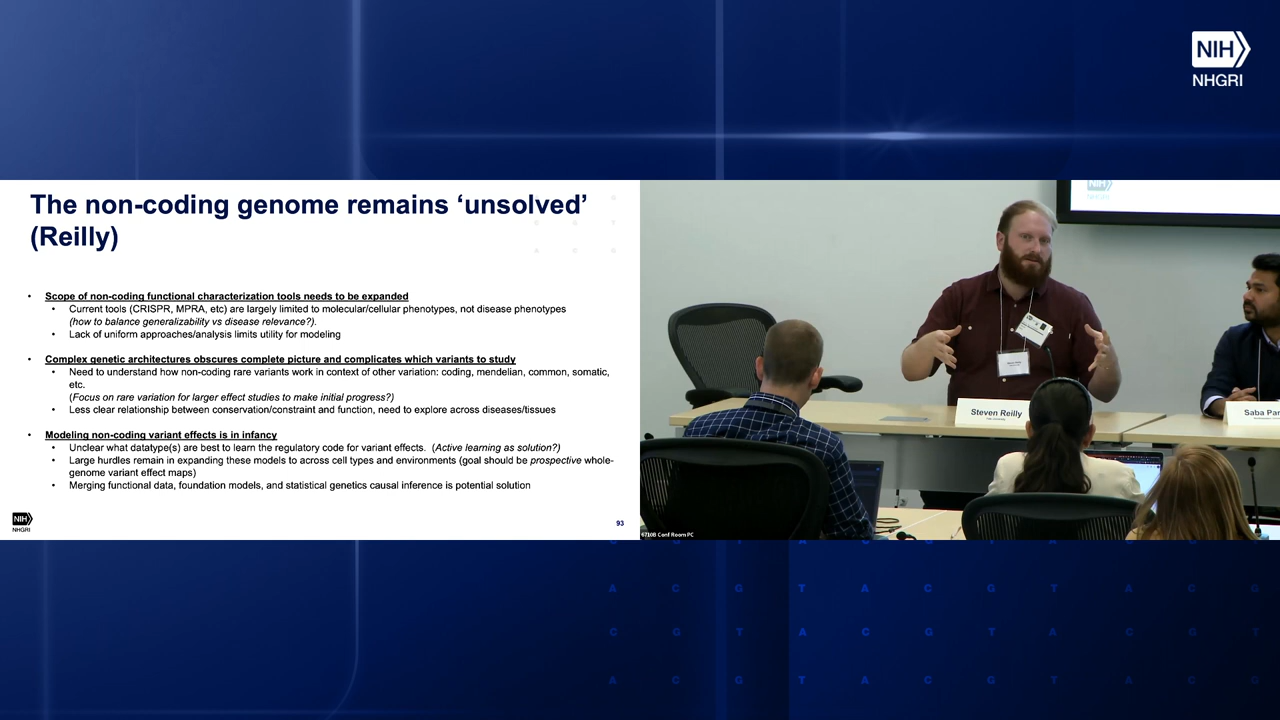 NIH
NHGRI
The non-coding genome remains ‘unsolved’
(Reilly)
• Scope of non-coding functional characterization tools needs to be expanded
• Current tools (CRISPR, MPRA, etc) are largely limited to molecular/cellular phenotypes, not disease phenotypes
(how to balance generalizability vs disease relevance?).
• Lack of uniform approaches/analysis limits utility for modeling
• Complex genetic architectures obscures complete picture and complicates which variants to study
• Need to understand how non-coding rare variants work in context of other variation: coding, mendelian, common, somatic,
etc.
(Focus on rare variation for larger effect studies to make initial progress?)
• Less clear relationship between conservation/constraint and function, need to explore across diseases/tissues
• Modeling non-coding variant effects is in infancy
• Unclear what datatype(s) are best to learn the regulatory code for variant effects. (Active learning as solution?)
• Large hurdles remain in expanding these models to across cell types and environments (goal should be prospective whole-
genome variant effect maps)
• Merging functional data, foundation models, and statistical genetics causal inference is potential solution
NIH
NHGRI
93
NIH
NHGRI
Steven Reilly
Saba Par
6710B Conf Room PC
A C G T A C G T A C G
C G T A C G T A C G T
A C G T A C G T A C G